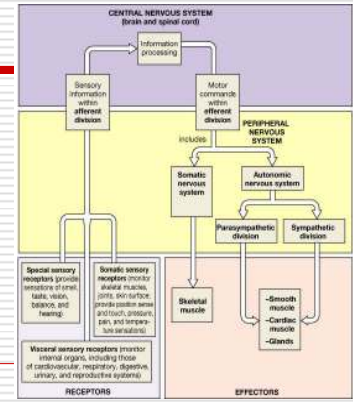 CENTRAL NERVOUS SYSTEM
(brain and spinal cord)
Information
processing
Sensory
information
within
afferent
division
Motor
commands
within
efferent
division
includes
PERIPHERAL
NERVOUS
SYSTEM
Somatic
nervous
system
Autonomic
nervous system
Parasympathetic
division
Sympathetic
division
Special sensory
receptors (provide
sensations of smell,
taste, vision,
balance, and
hearing)
Somatic sensory
receptors (monitor
skeletal muscles,
joints, skin surface;
provide position sense
and touch, pressure,
pain, and tempera-
ture sensations)
Visceral sensory receptors (monitor
internal organs, including those
of cardiovascular, respiratory, digestive,
urinary, and reproductive systems)
Skeletal
muscle
–Smooth
muscle
–Cardiac
muscle
–Glands
RECEPTORS
EFFECTORS